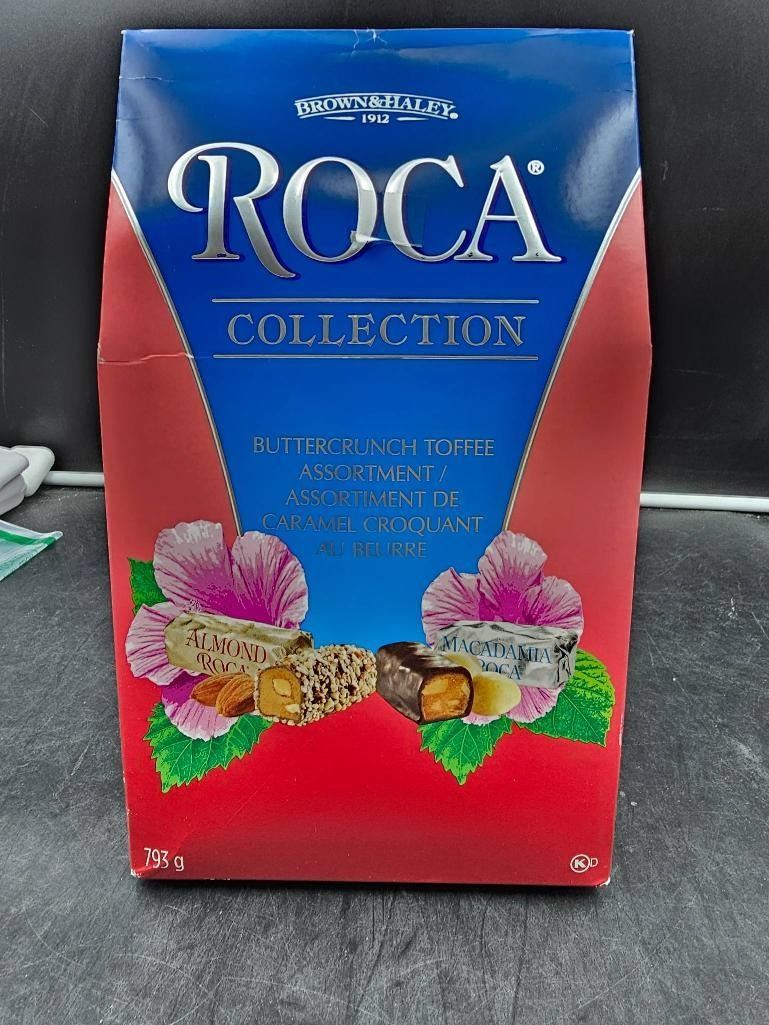 BROWN&HALEY®
1912
ROCA®
COLLECTION
BUTTERCRUNCH TOFFEE
ASSORTMENT /
ASSORTIMENT DE
CARAMEL CROQUANT
AU BEURRE
ALMOND
ROCA
MACADAMIA
ROCA
793 g
K D